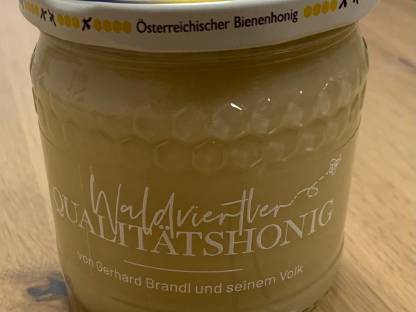 Österreichischer Bienenhonig
Waldviertler
QUALITÄTSHONIG
von Gerhard Brandl und seinem Volk